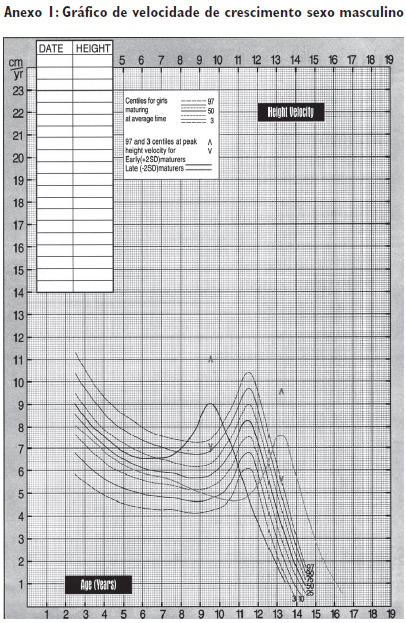 Anexo I: Gráfico de velocidade de crescimento sexo masculino
DATE HEIGHT
5 6 7 8 9 10 11 12 13 14 15 16 17 18 19
cm
yr
23
22
21
20
19
18
17
16
15
14
13
12
11
10
9
8
7
6
5
4
3
2
1
Centiles for girls
maturing
at average time
97
50
3
97 and 3 centiles at peak
height velocity for
Early(+2SD)maturers
Late (-2SD)maturers
Height Velocity
97
3 10
Age (Years)
1 2 3 4 5 6 7 8 9 10 11 12 13 14 15 16 17 18 19